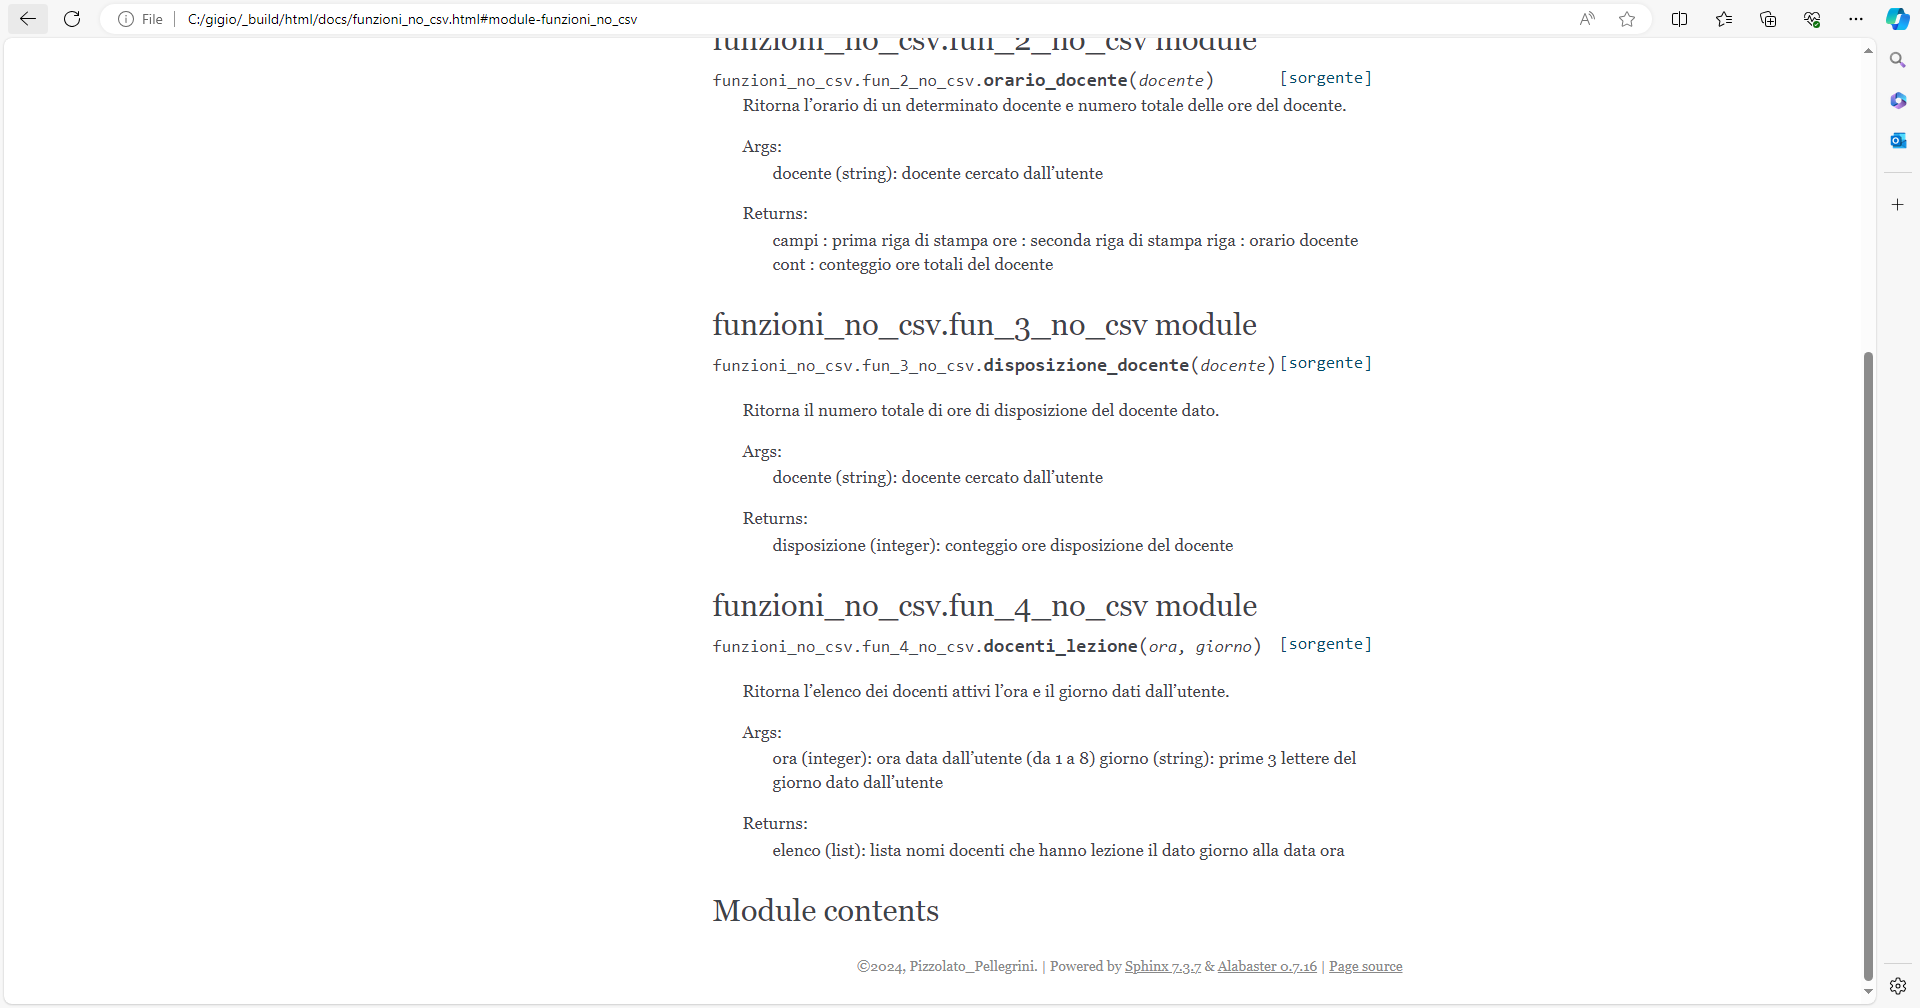 File
C:/gigio/_build/html/docs/funzioni_no_csv.html#module-funzioni_no_csv
funzioni_no_csv.fun_2_no_csv module
funzioni_no_csv.fun_2_no_csv.orario_docente(docente) [sorgente]
Ritorna l’orario di un determinato docente e numero totale delle ore del docente.
Args:
docente (string): docente cercato dall’utente
Returns:
campi : prima riga di stampa ore : seconda riga di stampa riga : orario docente
cont : conteggio ore totali del docente
funzioni_no_csv.fun_3_no_csv module
funzioni_no_csv.fun_3_no_csv.disposizione_docente(docente) [sorgente]
Ritorna il numero totale di ore di disposizione del docente dato.
Args:
docente (string): docente cercato dall’utente
Returns:
disposizione (integer): conteggio ore disposizione del docente
funzioni_no_csv.fun_4_no_csv module
funzioni_no_csv.fun_4_no_csv.docenti_lezione(ora, giorno) [sorgente]
Ritorna l’elenco dei docenti attivi l’ora e il giorno dati dall’utente.
Args:
ora (integer): ora data dall’utente (da 1 a 8) giorno (string): prime 3 lettere del
giorno dato dall’utente
Returns:
elenco (list): lista nomi docenti che hanno lezione il dato giorno alla data ora
Module contents
©2024, Pizzolato_Pellegrini. | Powered by Sphinx 7.3.7 & Alabaster 0.7.16 | Page source